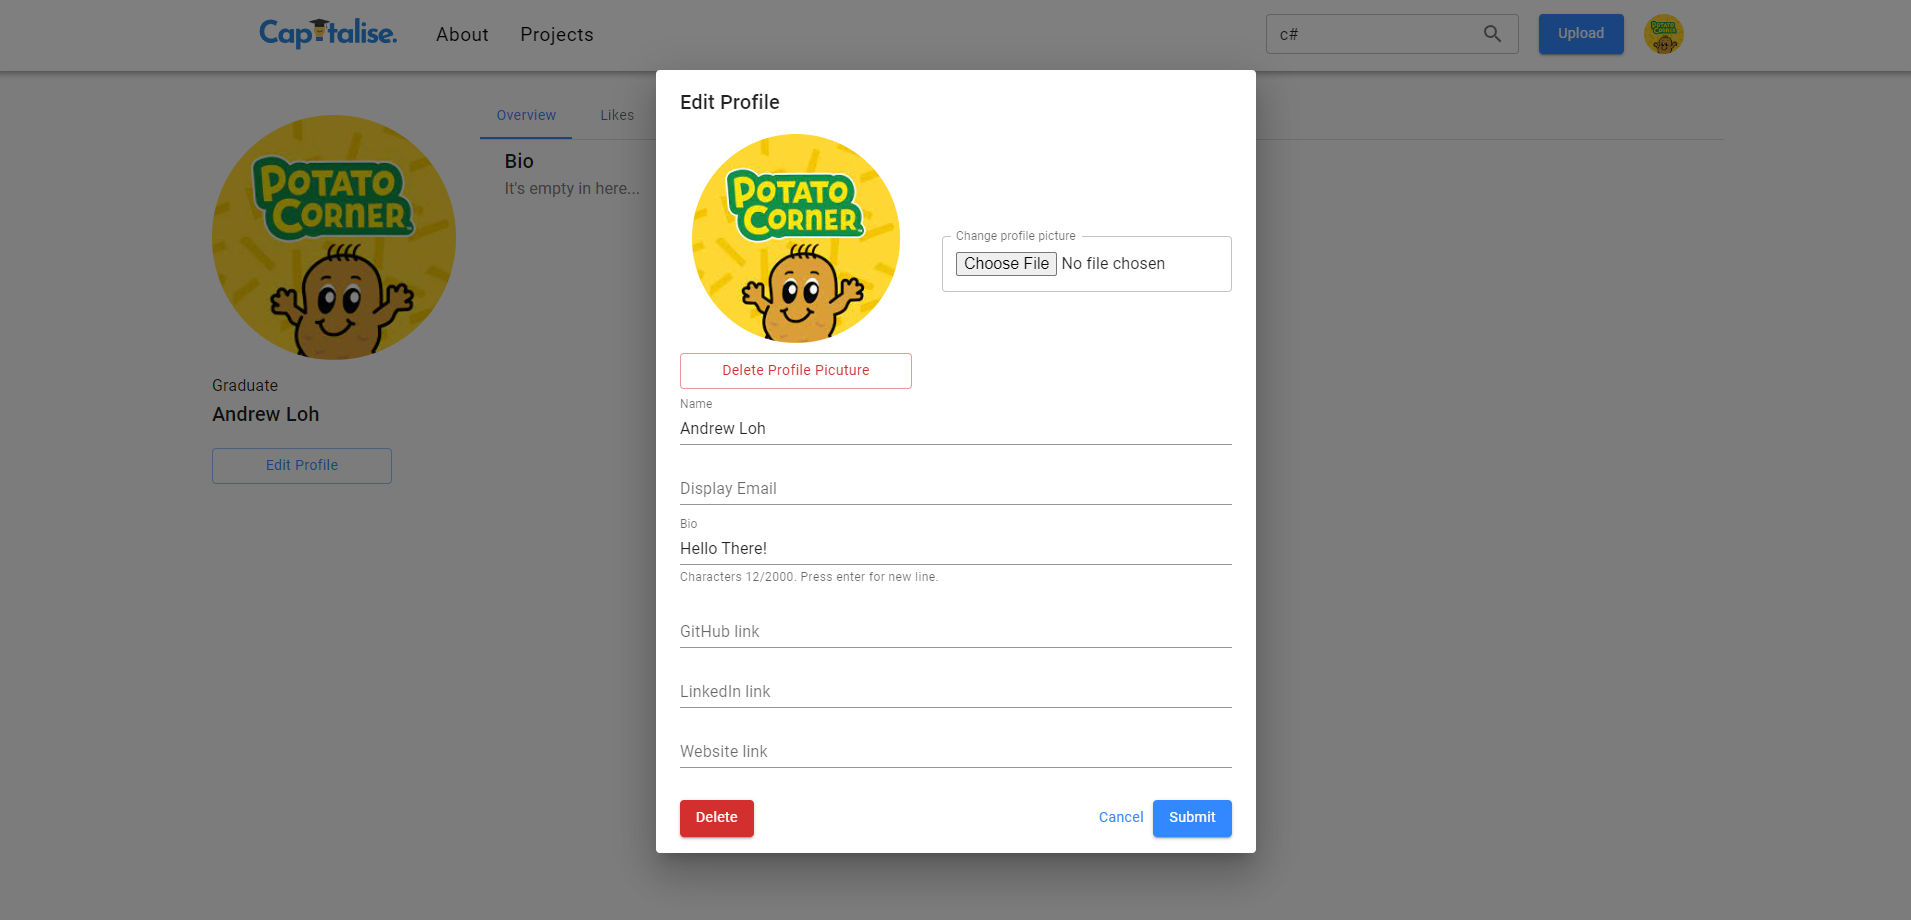 Capitalise.
About
Projects
c#
Upload
POTATO
CORNER
Overview
Likes
Bio
It's empty in here...
POTATO
CORNER
Graduate
Andrew Loh
Edit Profile
Edit Profile
POTATO
CORNER
Change profile picture
Choose File No file chosen
Delete Profile Picuture
Name
Andrew Loh
Display Email
Bio
Hello There!
Characters 12/2000. Press enter for new line.
GitHub link
LinkedIn link
Website link
Delete
Cancel
Submit